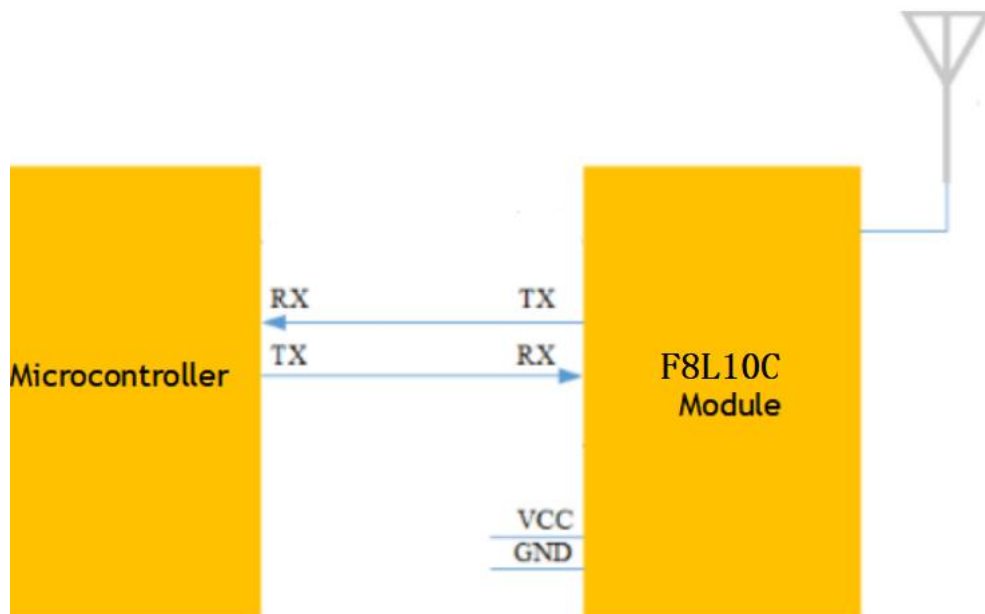 RX TX
TX RX
Microcontroller
F8L10C
Module
VCC
GND